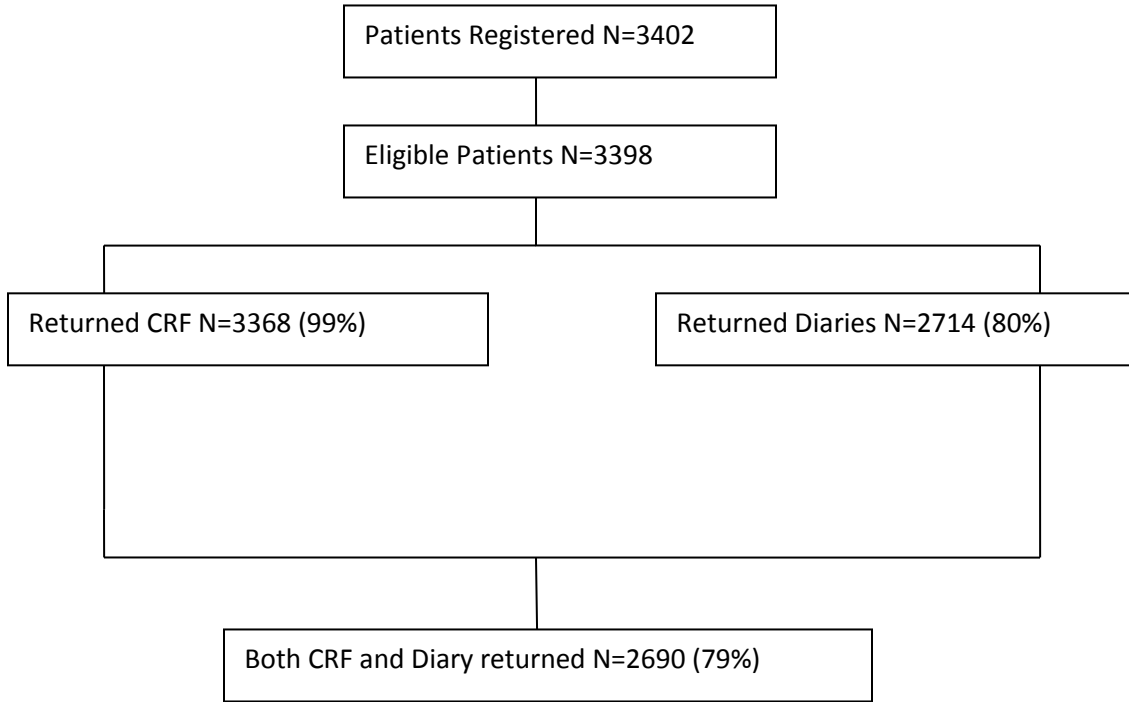 Patients Registered N=3402
Eligible Patients N=3398
Returned CRF N=3368 (99%)
Returned Diaries N=2714 (80%)
Both CRF and Diary returned N=2690 (79%)